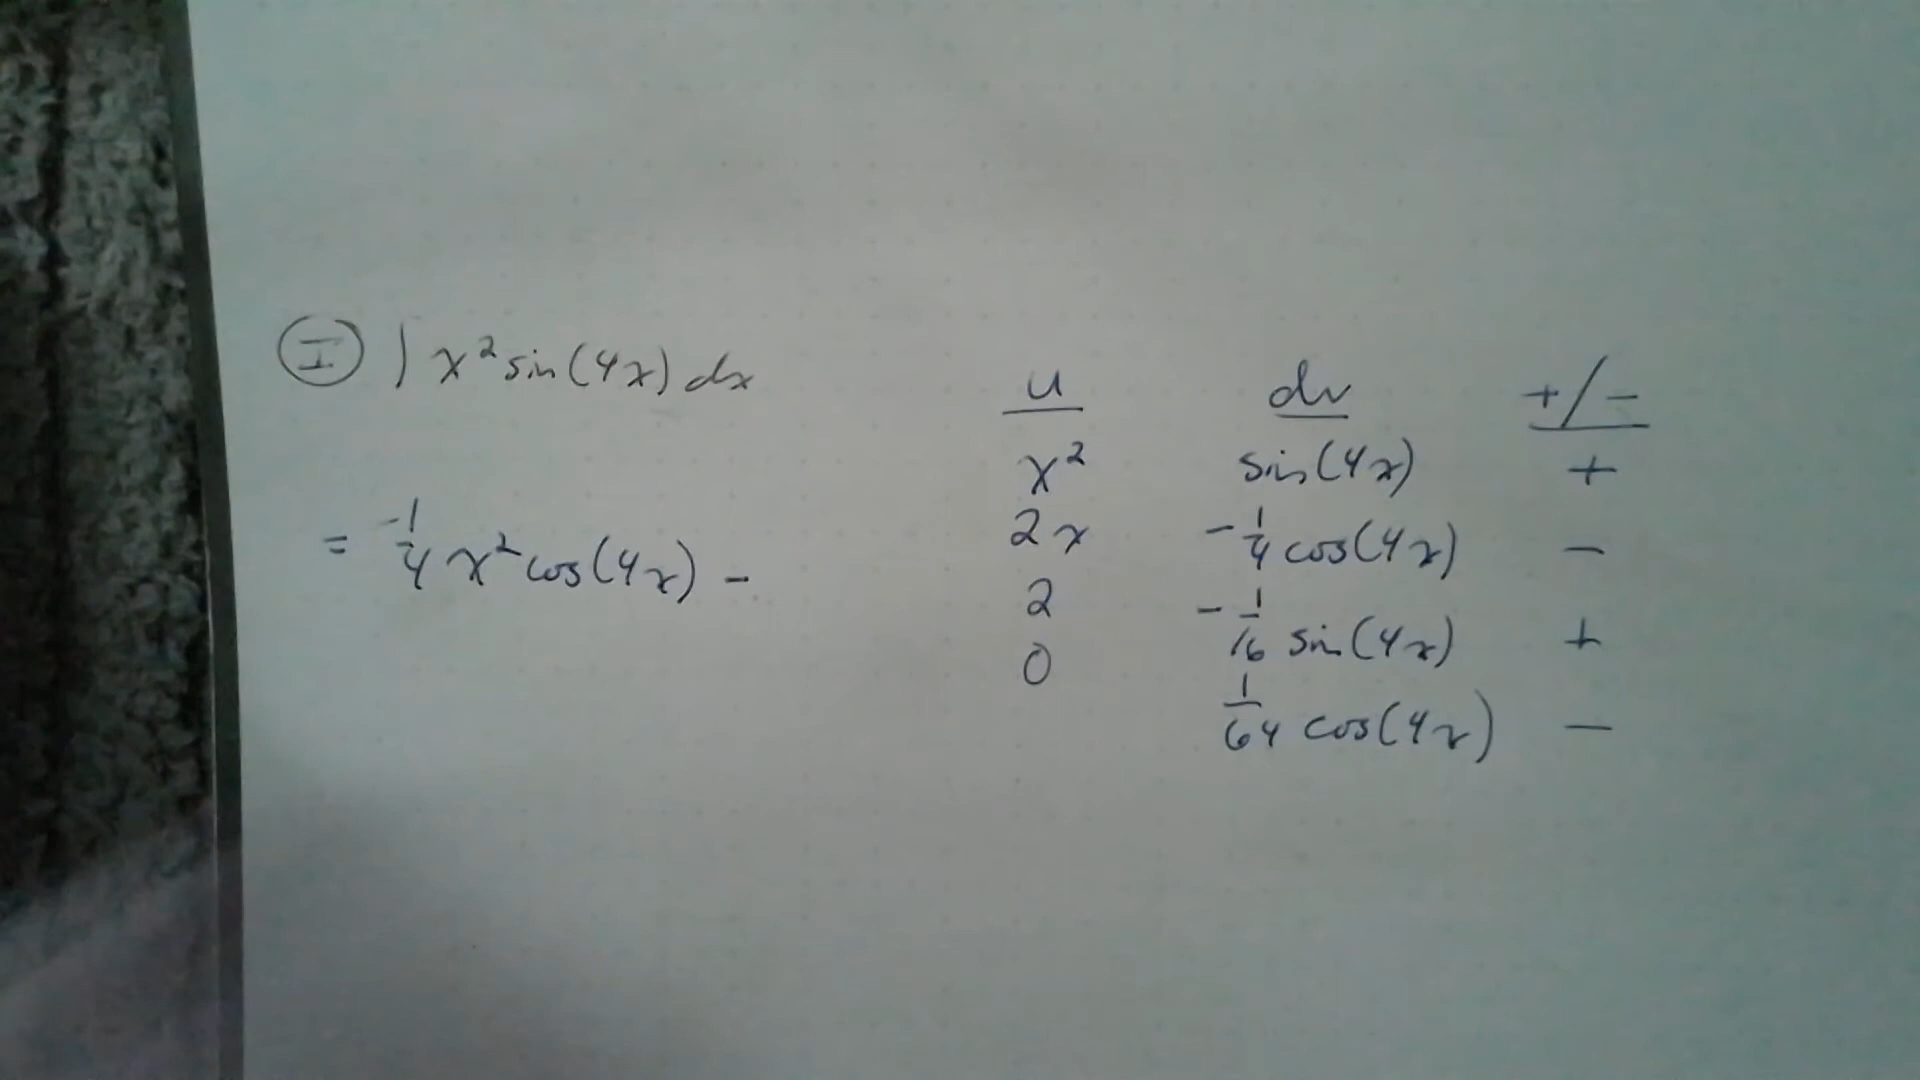 I ∫ x² sin(4x) dx
= -1/4 x² cos(4x) -
u dv +/-
x² sin(4x) +
2x -1/4 cos(4x) -
2 -1/16 sin(4x) +
0 1/64 cos(4x) -